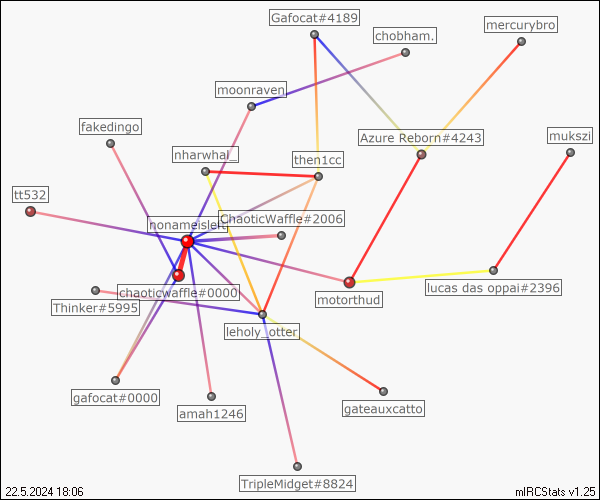 Gafocat#4189
mercurybro
chobham.
moonraven
fakedingo
Azure Reborn#4243
mukszi
nharwhal_
then1cc
tt532
ChaoticWaffle#2006
chaoticwaffle#0000
lucas das oppai#2396
motorthud
Thinker#5995
leholy_otter
gafocat#0000
gateauxcatto
amah1246
TripleMidget#8824
22.5.2024 18:06
mIRCStats v1.25